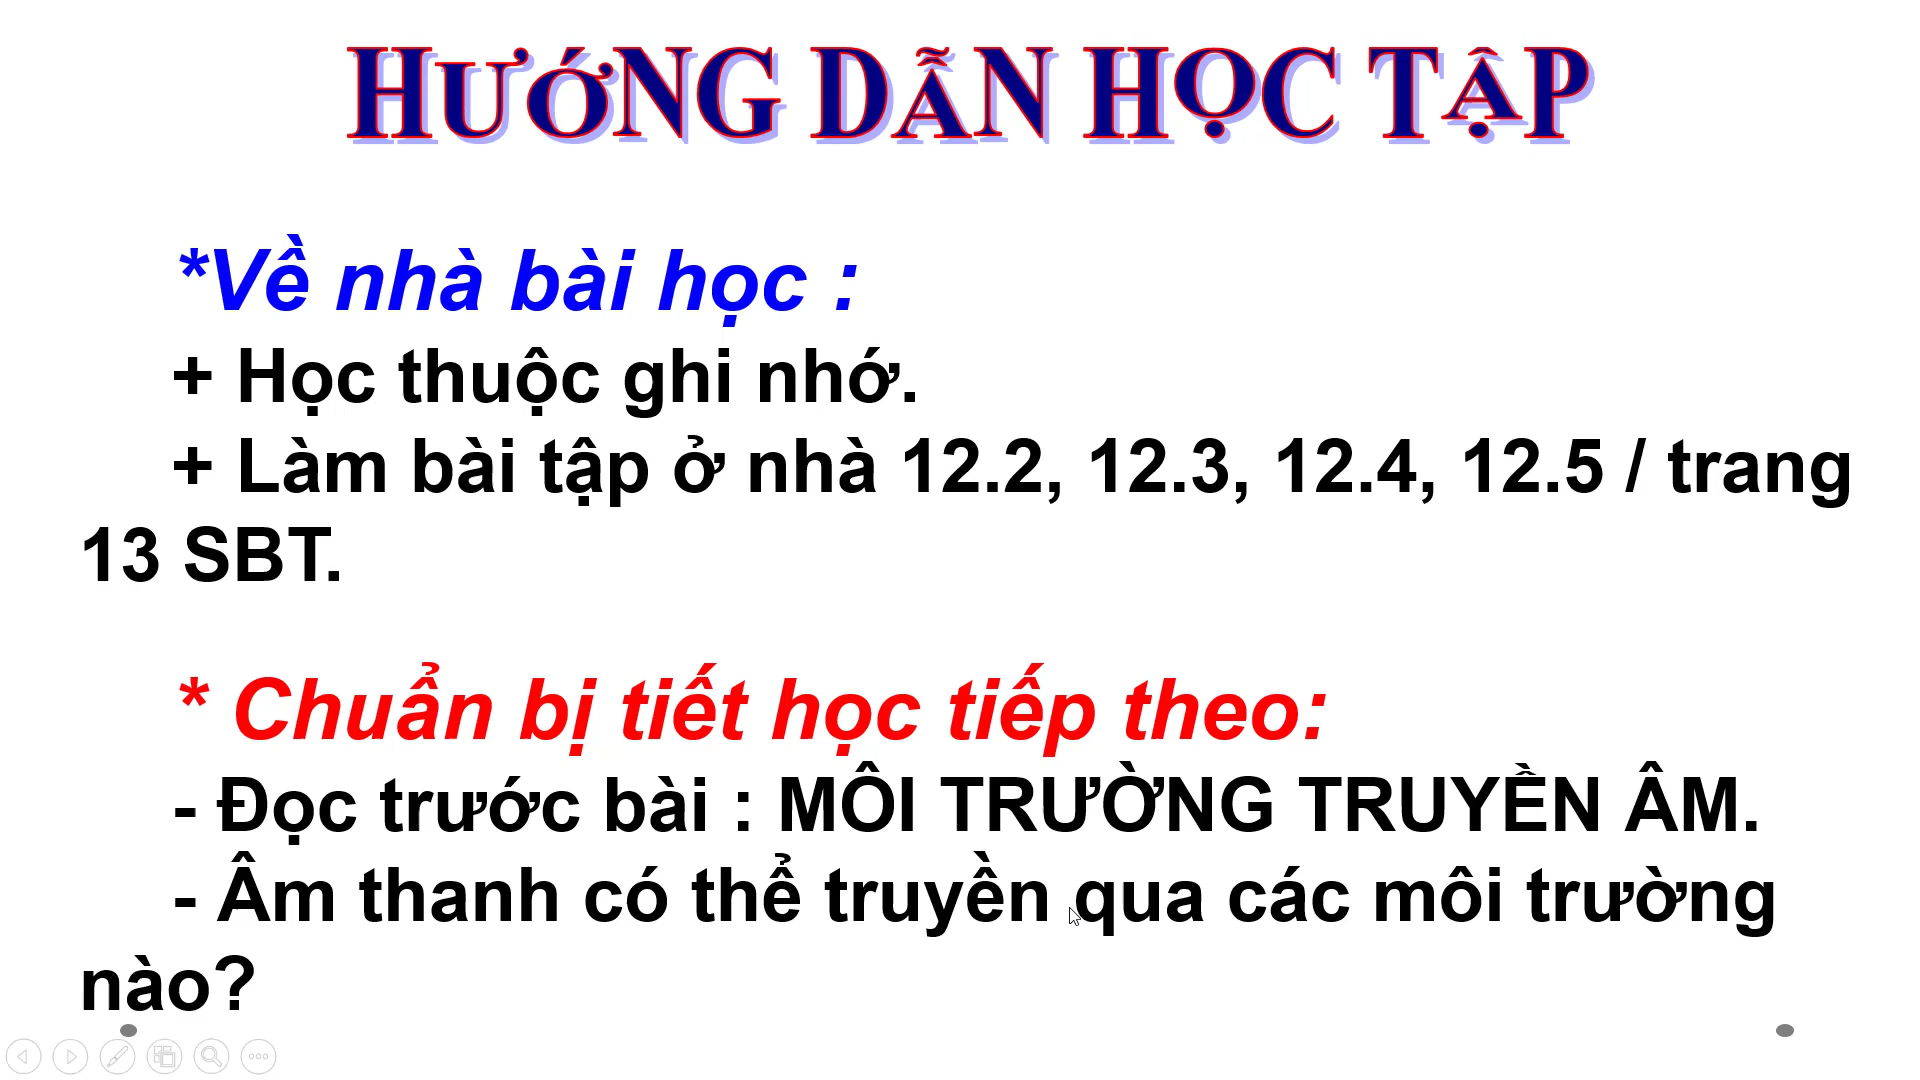 HƯỚNG DẪN HỌC TẬP
*Về nhà bài học :
+ Học thuộc ghi nhớ.
+ Làm bài tập ở nhà 12.2, 12.3, 12.4, 12.5 / trang
13 SBT.
* Chuẩn bị tiết học tiếp theo:
- Đọc trước bài : MÔI TRƯỜNG TRUYỀN ÂM.
- Âm thanh có thể truyền qua các môi trường
nào?